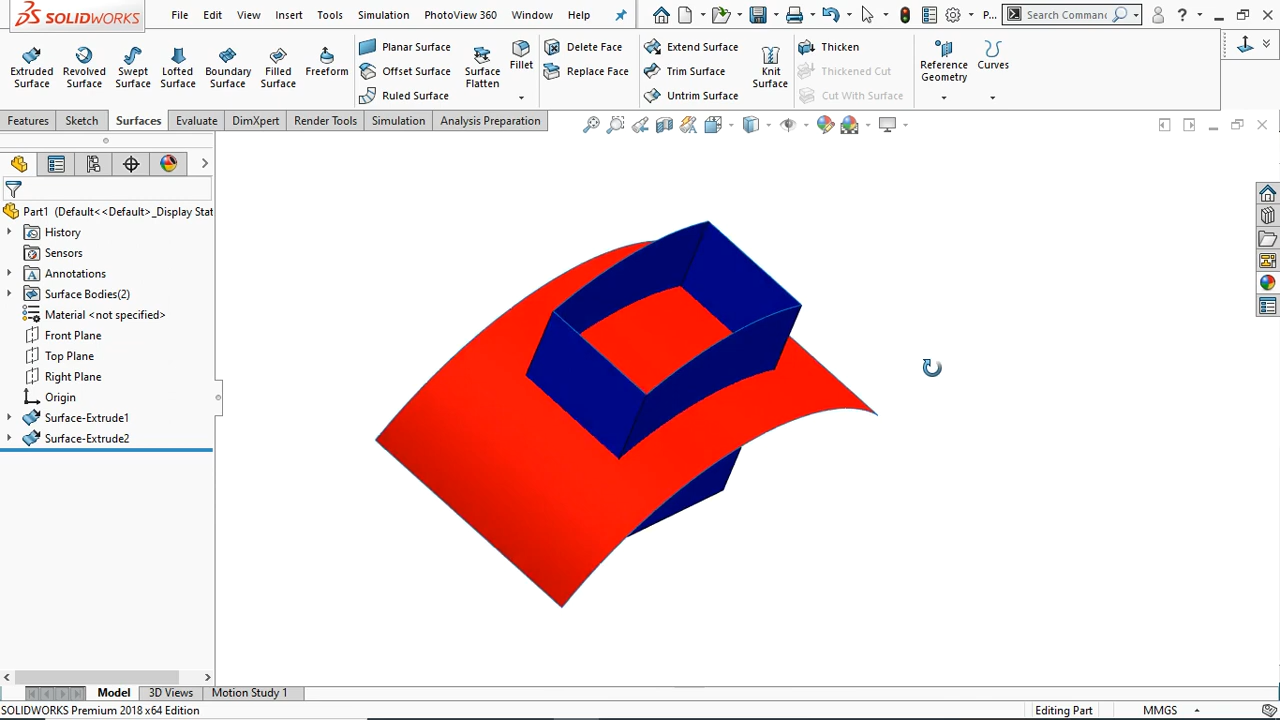 SOLIDWORKS File Edit View Insert Tools Simulation PhotoView 360 Window Help P... Search Commanc ?
Extruded Surface
Revolved Surface
Swept Surface
Lofted Surface
Boundary Surface
Filled Surface
Freeform
Planar Surface
Offset Surface
Ruled Surface
Surface Flatten
Fillet
Delete Face
Replace Face
Extend Surface
Trim Surface
Untrim Surface
Knit Surface
Thicken
Thickened Cut
Cut With Surface
Reference Geometry
Curves
Features Sketch Surfaces Evaluate DimXpert Render Tools Simulation Analysis Preparation
Part1 (Default<<Default>_Display Stat
History
Sensors
Annotations
Surface Bodies(2)
Material <not specified>
Front Plane
Top Plane
Right Plane
Origin
Surface-Extrude1
Surface-Extrude2
Model 3D Views Motion Study 1
SOLIDWORKS Premium 2018 x64 Edition Editing Part MMGS